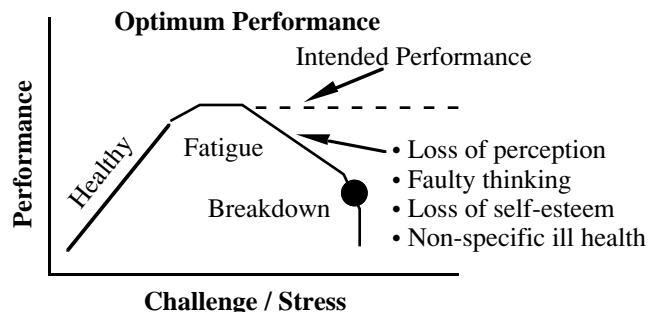 Optimum Performance
Intended Performance
Performance
Healthy
Fatigue
Breakdown
• Loss of perception
• Faulty thinking
• Loss of self-esteem
• Non-specific ill health
Challenge / Stress